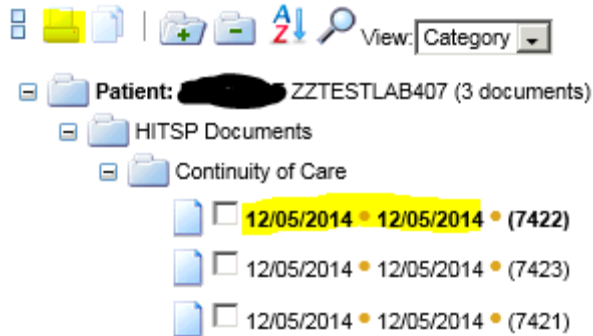 A
Z
View: Category
Patient: ZZTESTLAB407 (3 documents)
HITSP Documents
Continuity of Care
12/05/2014 • 12/05/2014 • (7422)
12/05/2014 • 12/05/2014 • (7423)
12/05/2014 • 12/05/2014 • (7421)